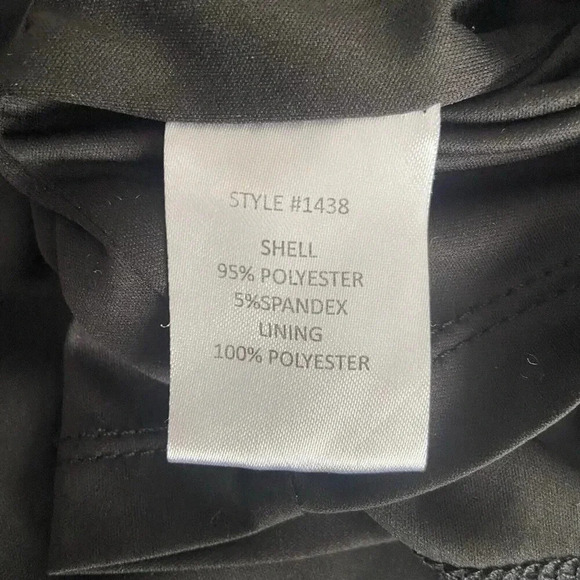 STYLE #1438
SHELL
95% POLYESTER
5%SPANDEX
LINING
100% POLYESTER